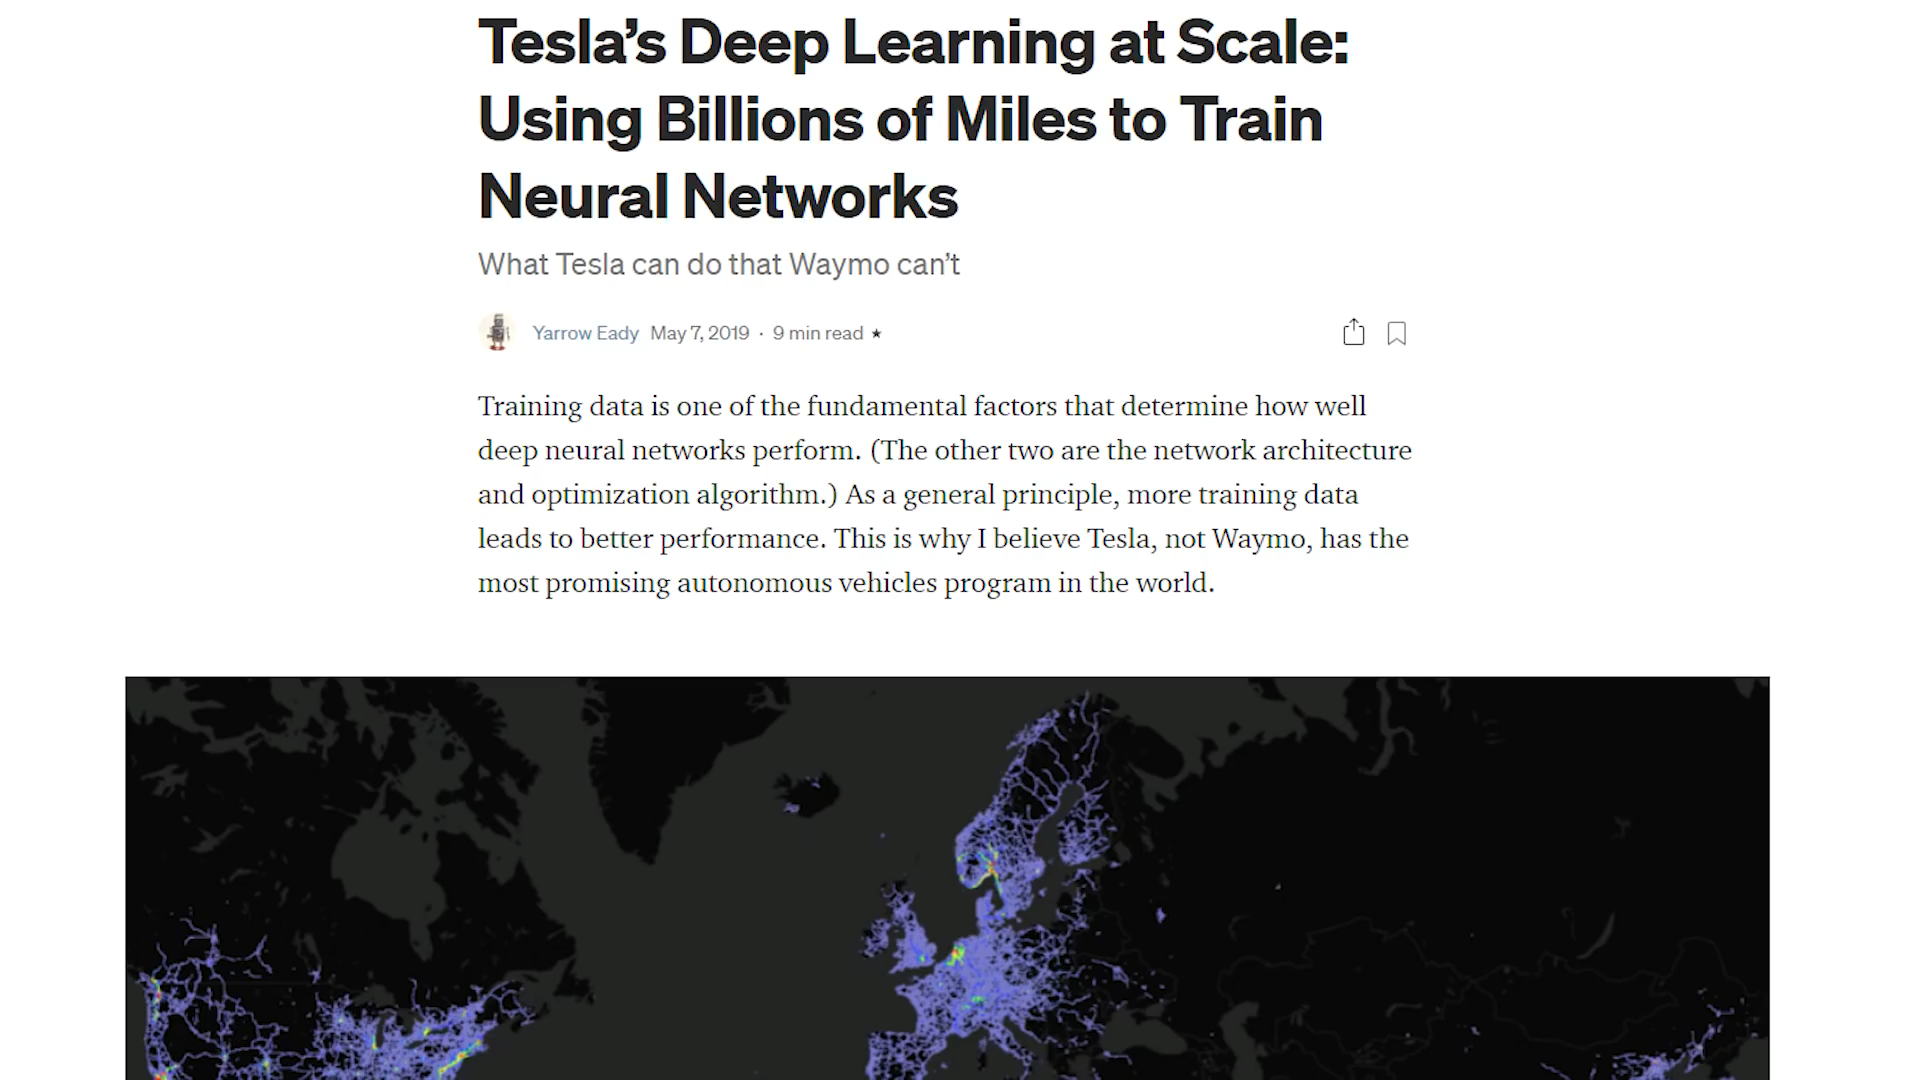 Tesla’s Deep Learning at Scale:
Using Billions of Miles to Train
Neural Networks
What Tesla can do that Waymo can’t
Yarrow Eady May 7, 2019 · 9 min read ★
Training data is one of the fundamental factors that determine how well
deep neural networks perform. (The other two are the network architecture
and optimization algorithm.) As a general principle, more training data
leads to better performance. This is why I believe Tesla, not Waymo, has the
most promising autonomous vehicles program in the world.